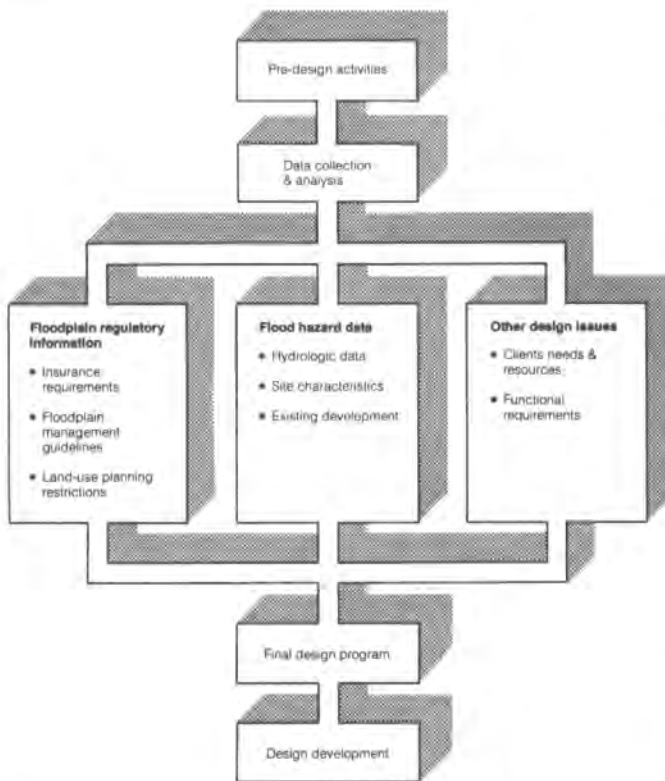 Pre-design activities
Data collection
& analysis
Floodplain regulatory
information
• Insurance
requirements
• Floodplain
management
guidelines
• Land-use planning
restrictions
Flood hazard data
• Hydrologic data
• Site characteristics
• Existing development
Other design issues
• Clients needs &
resources
• Functional
requirements
Final design program
Design development